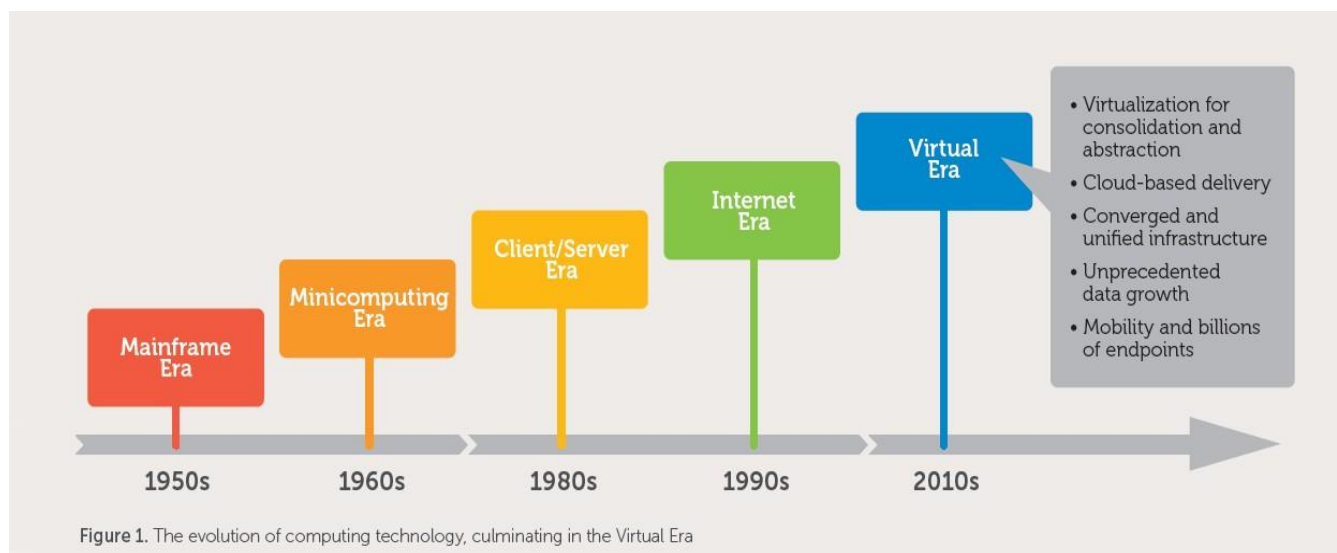 Mainframe
Era
Minicomputing
Era
Client/Server
Era
Internet
Era
Virtual
Era
• Virtualization for
consolidation and
abstraction
• Cloud-based delivery
• Converged and
unified infrastructure
• Unprecedented
data growth
• Mobility and billions
of endpoints
1950s
1960s
1980s
1990s
2010s
Figure 1. The evolution of computing technology, culminating in the Virtual Era